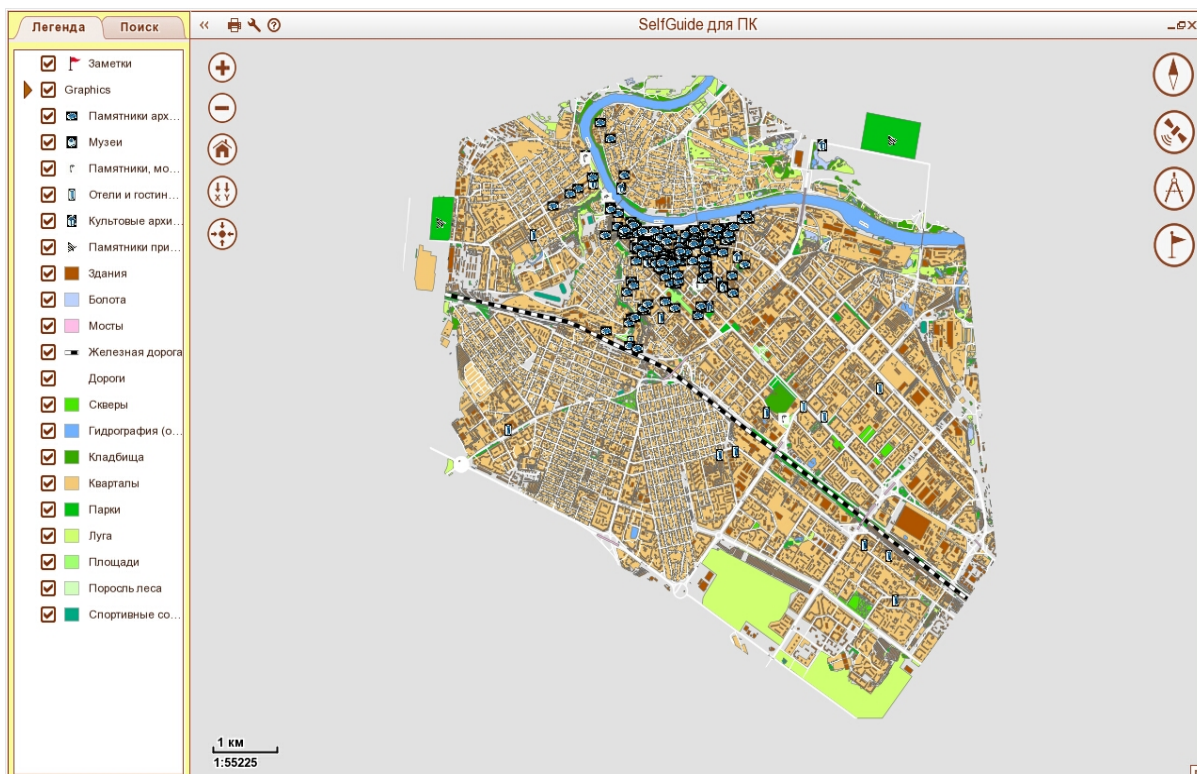 Легенда
Поиск
SelfGuide для ПК
Заметки
Graphics
Памятники арх...
Музеи
Памятники, мо...
Отели и гостин...
Культовые архи...
Памятники при...
Здания
Болота
Мосты
Железная дорога
Дороги
Скверы
Гидрография (о...
Кладбища
Кварталы
Парки
Луга
Площади
Поросль леса
Спортивные со...
X Y
1 км
1:55225